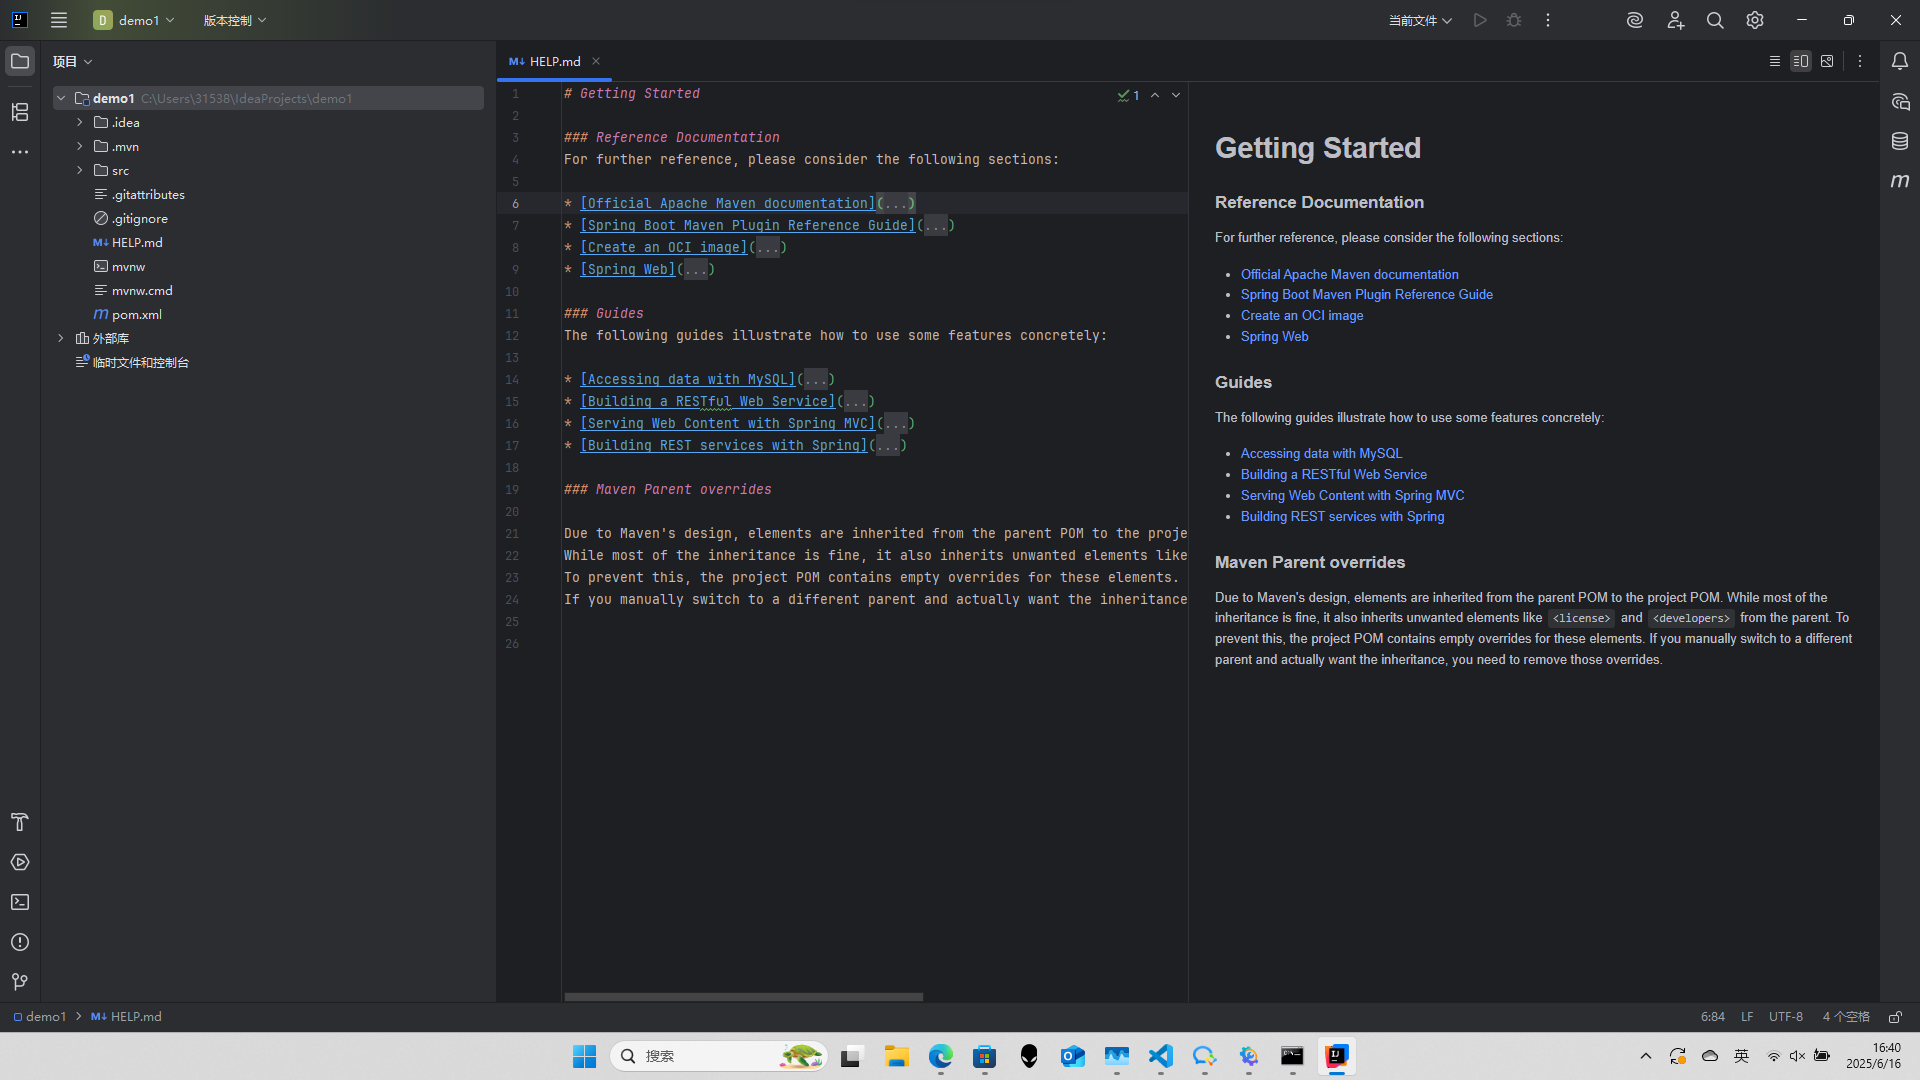 D demo1 版本控制 当前文件
项目
demo1 C:\Users\31538\IdeaProjects\demo1
.idea
.mvn
src
.gitattributes
.gitignore
M↓ HELP.md
mvnw
mvnw.cmd
m pom.xml
外部库
临时文件和控制台
M↓ HELP.md
1 # Getting Started
2
3 ### Reference Documentation
4 For further reference, please consider the following sections:
5
6 * [Official Apache Maven documentation](...)
7 * [Spring Boot Maven Plugin Reference Guide](...)
8 * [Create an OCI image](...)
9 * [Spring Web](...)
10
11 ### Guides
12 The following guides illustrate how to use some features concretely:
13
14 * [Accessing data with MySQL](...)
15 * [Building a RESTful Web Service](...)
16 * [Serving Web Content with Spring MVC](...)
17 * [Building REST services with Spring](...)
18
19 ### Maven Parent overrides
20
21 Due to Maven's design, elements are inherited from the parent POM to the proje
22 While most of the inheritance is fine, it also inherits unwanted elements like
23 To prevent this, the project POM contains empty overrides for these elements.
24 If you manually switch to a different parent and actually want the inheritance
25
26
1
Getting Started
Reference Documentation
For further reference, please consider the following sections:
• Official Apache Maven documentation
• Spring Boot Maven Plugin Reference Guide
• Create an OCI image
• Spring Web
Guides
The following guides illustrate how to use some features concretely:
• Accessing data with MySQL
• Building a RESTful Web Service
• Serving Web Content with Spring MVC
• Building REST services with Spring
Maven Parent overrides
Due to Maven's design, elements are inherited from the parent POM to the project POM. While most of the
inheritance is fine, it also inherits unwanted elements like <license> and <developers> from the parent. To
prevent this, the project POM contains empty overrides for these elements. If you manually switch to a different
parent and actually want the inheritance, you need to remove those overrides.
m
demo1 > M↓ HELP.md 6:84 LF UTF-8 4 个空格
搜索 英 16:40
2025/6/16